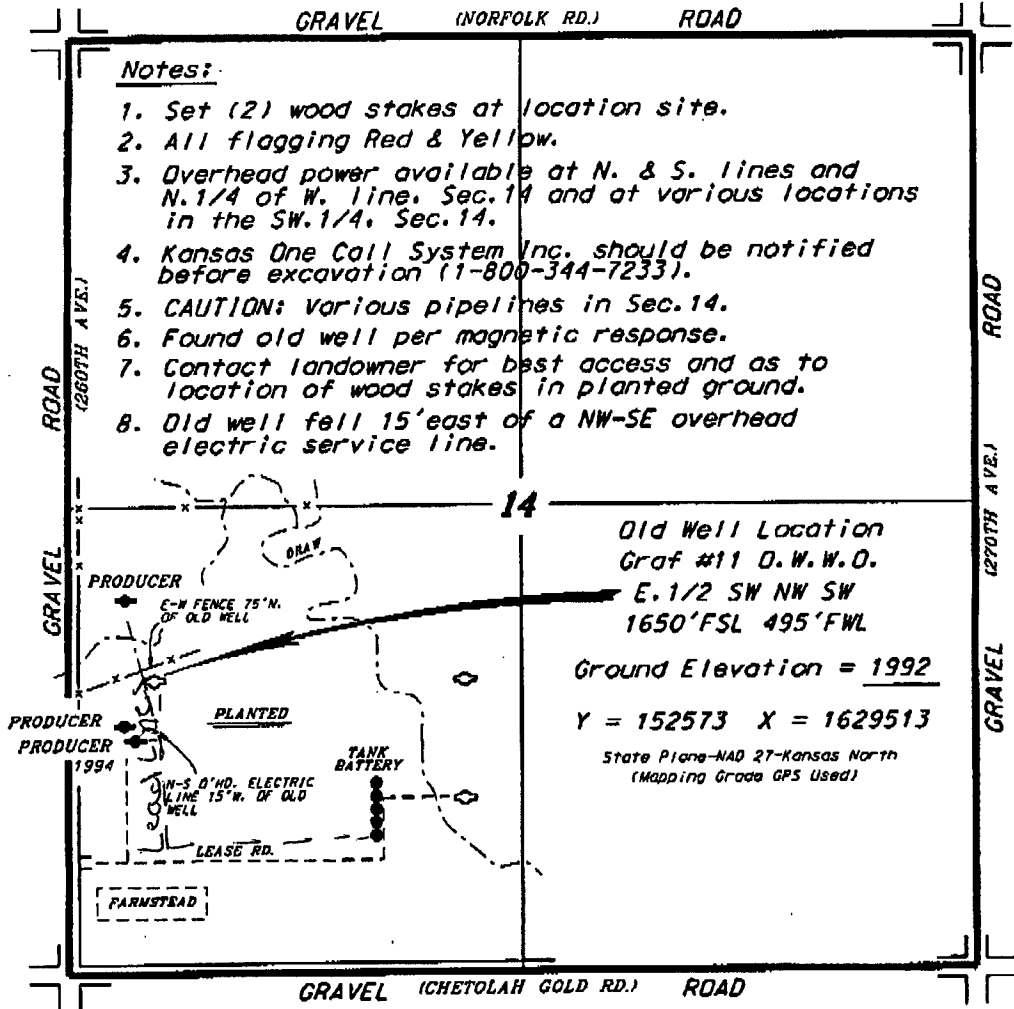 GRAVEL (NORFOLK RD.) ROAD
Notes:
1. Set (2) wood stakes at location site.
2. All flagging Red & Yellow.
3. Overhead power available at N. & S. lines and
N.1/4 of W. line. Sec.14 and at various locations
in the SW.1/4. Sec.14.
4. Kansas One Call System Inc. should be notified
before excavation (1-800-344-7233).
5. CAUTION: Various pipelines in Sec.14.
6. Found old well per magnetic response.
7. Contact landowner for best access and as to
location of wood stakes in planted ground.
8. Old well fell 15'east of a NW-SE overhead
electric service line.
GRAVEL ROAD
(260TH AVE.)
GRAVEL ROAD
(270TH AVE.)
14
DRAW
Old Well Location
Graf #11 O.W.W.O.
E.1/2 SW NW SW
1650'FSL 495'FWL
Ground Elevation = 1992
Y = 152573 X = 1629513
State Plane-NAD 27-Kansas North
(Mapping Grade GPS Used)
PRODUCER
E-W FENCE 75'N.
OF OLD WELL
PLANTED
PRODUCER
PRODUCER
1994
TANK
BATTERY
N-S O'HD. ELECTRIC
LINE 15'W. OF OLD
WELL
LEASE RD.
FARMSTEAD
GRAVEL (CHETOLAH GOLD RD.) ROAD